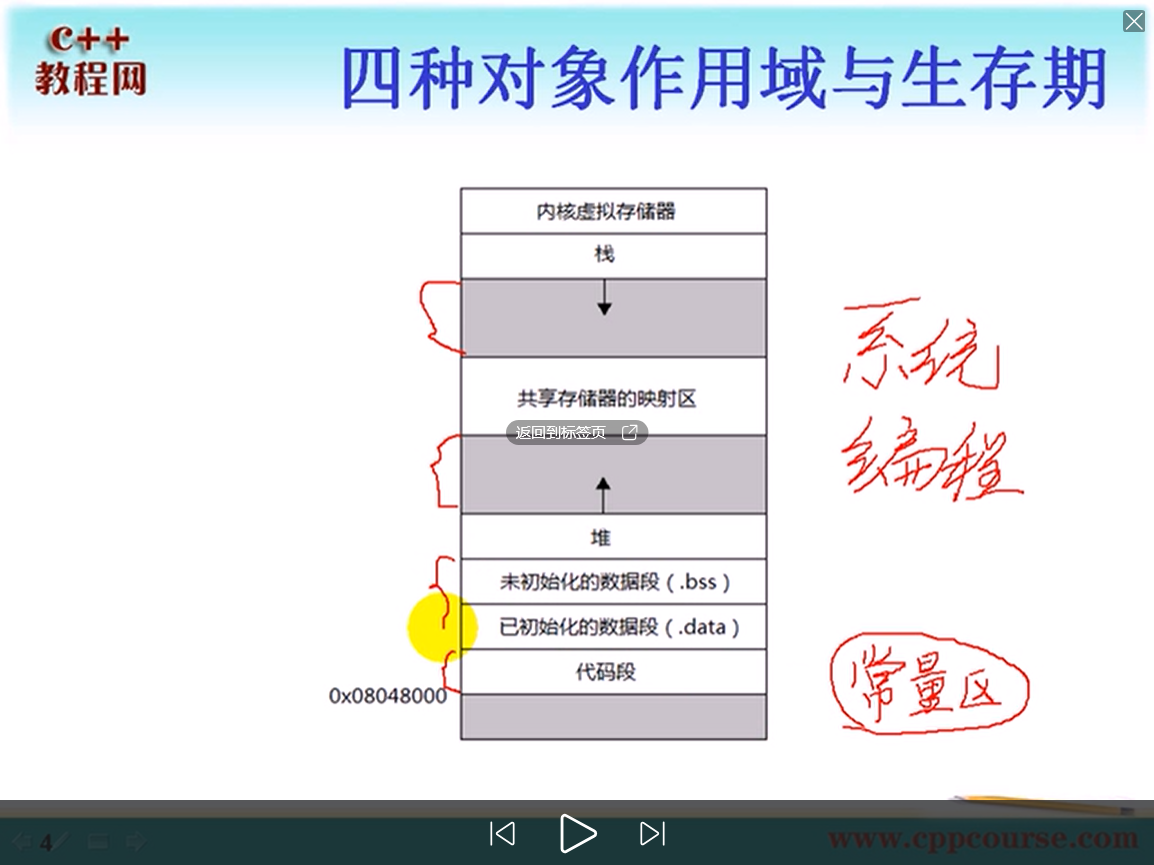 C++
教程网
四种对象作用域与生存期
内核虚拟存储器
栈
共享存储器的映射区
返回到标签页
堆
未初始化的数据段（.bss）
已初始化的数据段（.data）
代码段
0x08048000
系统
编程
常量区
4
www.cppcourse.com